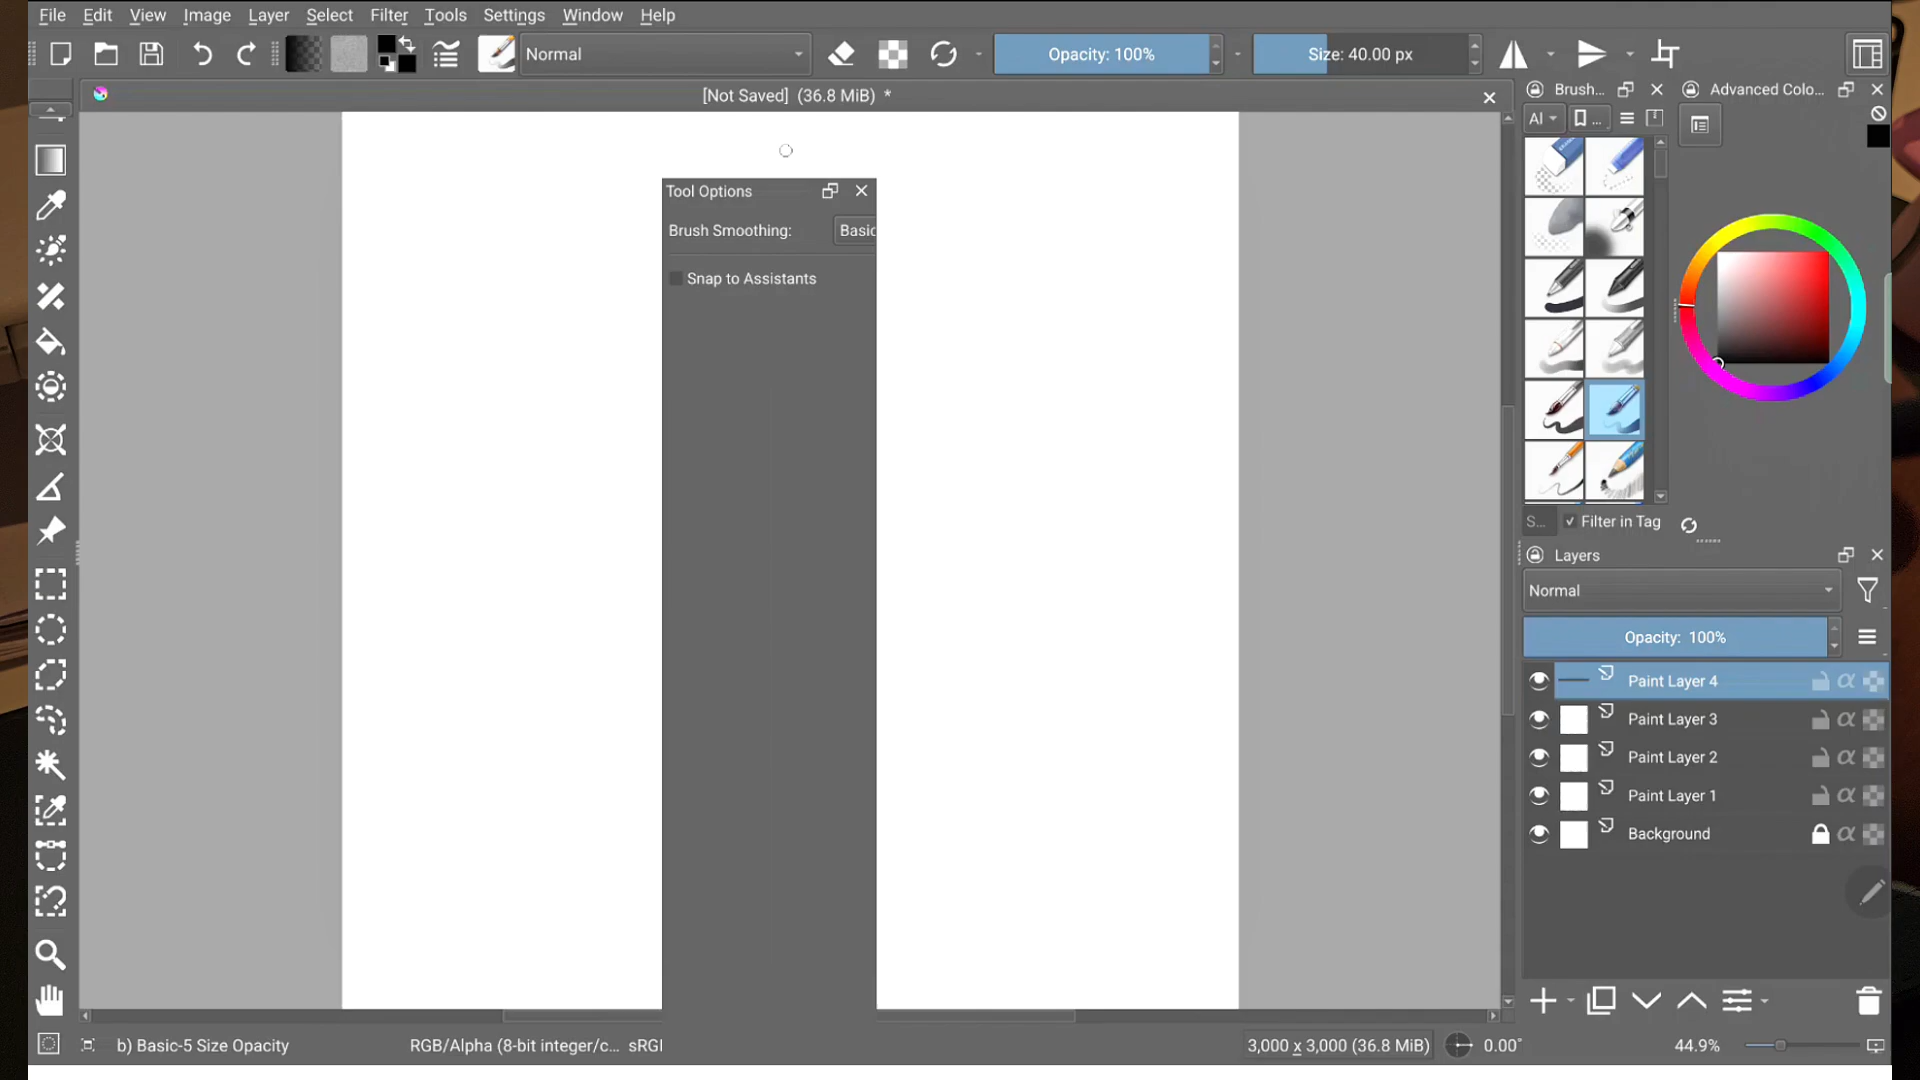 File Edit View Image Layer Select Filter Tools Settings Window Help
Normal Opacity: 100% Size: 40.00 px
[Not Saved] (36.8 MiB) *
Brush... Advanced Colo...
Al ...
Tool Options
Brush Smoothing: Basic
Snap to Assistants
S... Filter in Tag
Layers
Normal
Opacity: 100%
Paint Layer 4
Paint Layer 3
Paint Layer 2
Paint Layer 1
Background
b) Basic-5 Size Opacity RGB/Alpha (8-bit integer/c... sRGI 3,000 x 3,000 (36.8 MiB) 0.00° 44.9%